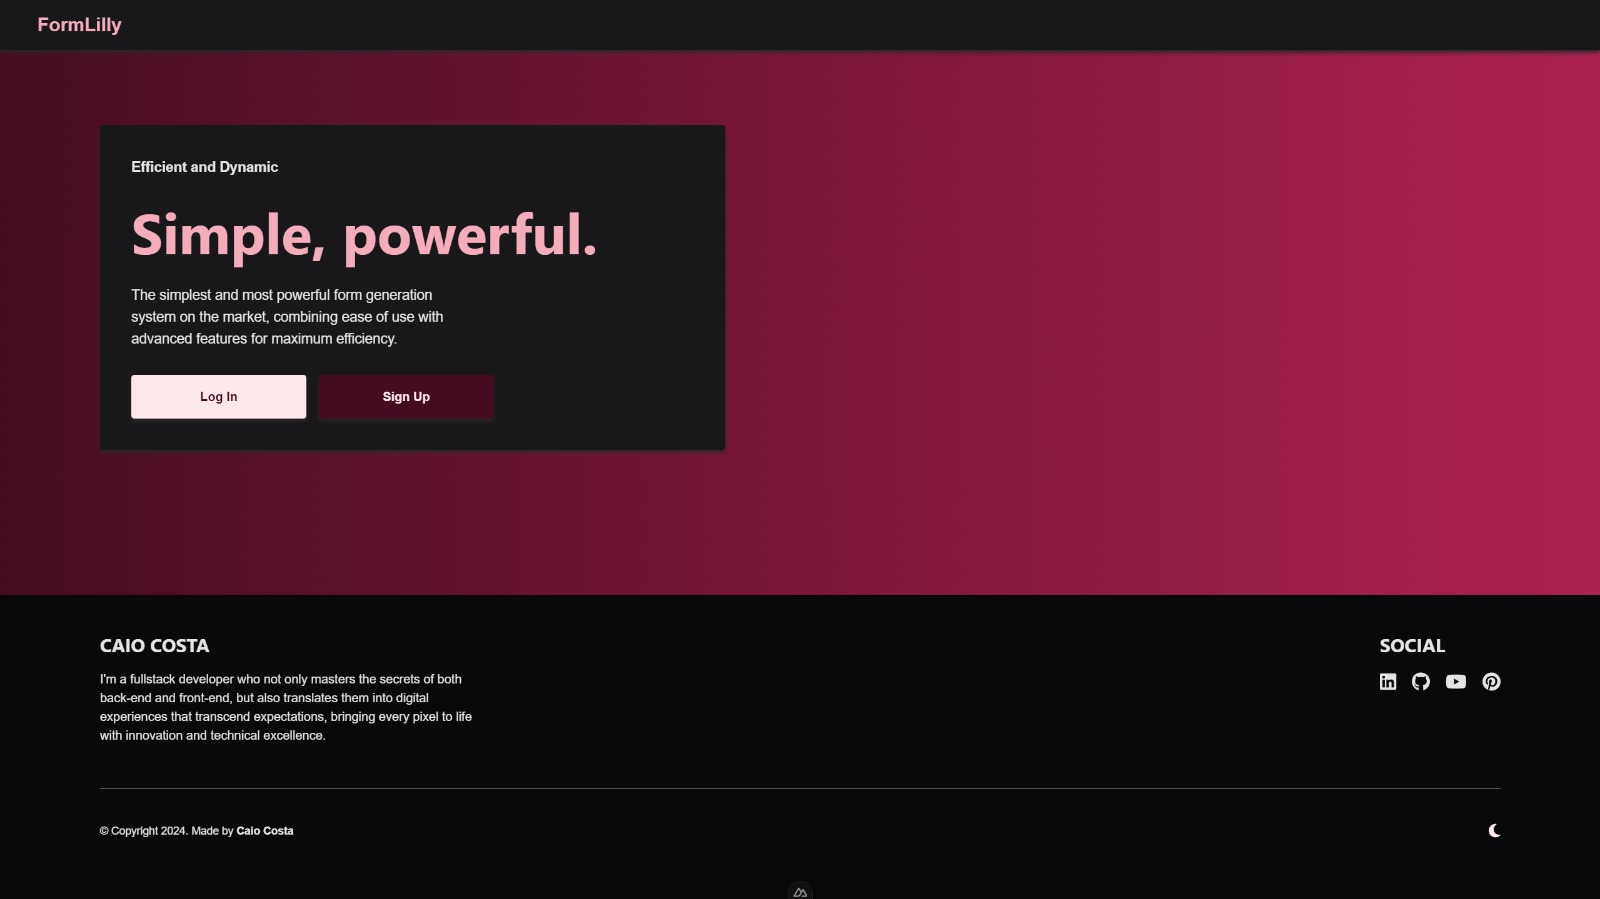 FormLilly
Efficient and Dynamic
Simple, powerful.
The simplest and most powerful form generation
system on the market, combining ease of use with
advanced features for maximum efficiency.
Log In
Sign Up
CAIO COSTA
I'm a fullstack developer who not only masters the secrets of both
back-end and front-end, but also translates them into digital
experiences that transcend expectations, bringing every pixel to life
with innovation and technical excellence.
SOCIAL
© Copyright 2024. Made by Caio Costa